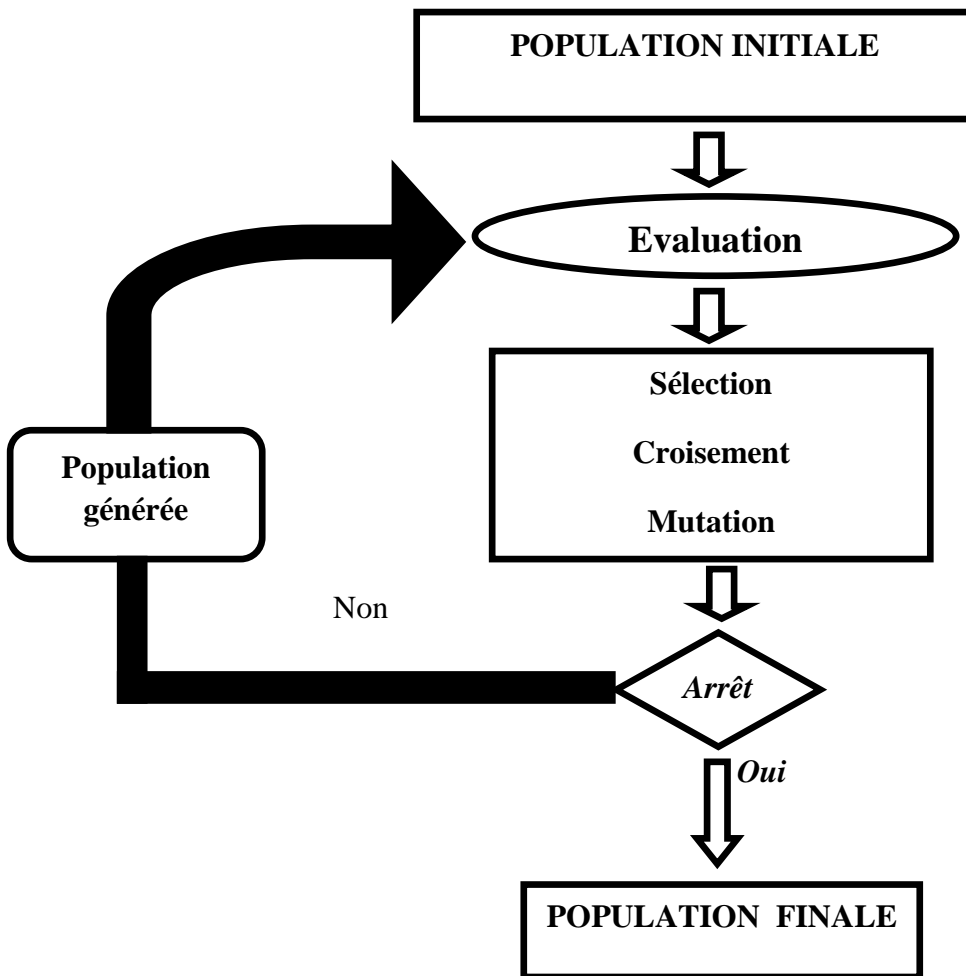 POPULATION INITIALE
Evaluation
Sélection
Croisement
Mutation
Population
générée
Non
Arrêt
Oui
POPULATION FINALE